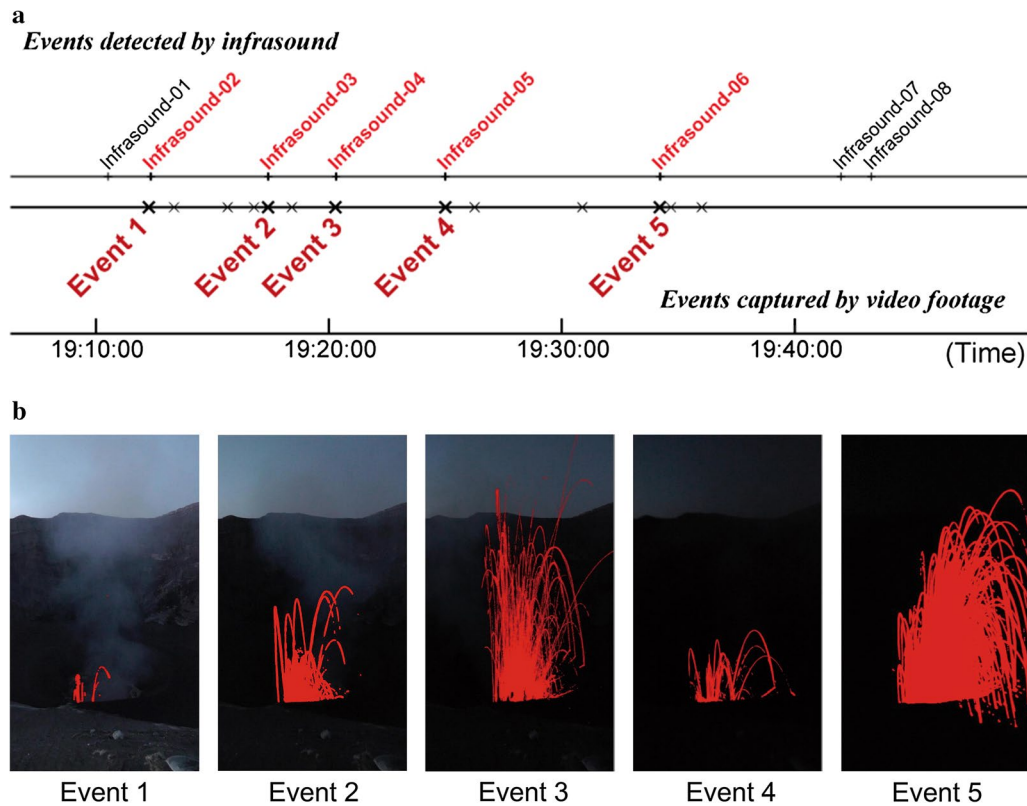 a
Events detected by infrasound
Infrasound-01
Infrasound-02
Infrasound-03
Infrasound-04
Infrasound-05
Infrasound-06
Infrasound-07
Infrasound-08
Event 1
Event 2
Event 3
Event 4
Event 5
Events captured by video footage
19:10:00
19:20:00
19:30:00
19:40:00
(Time)
b
Event 1
Event 2
Event 3
Event 4
Event 5